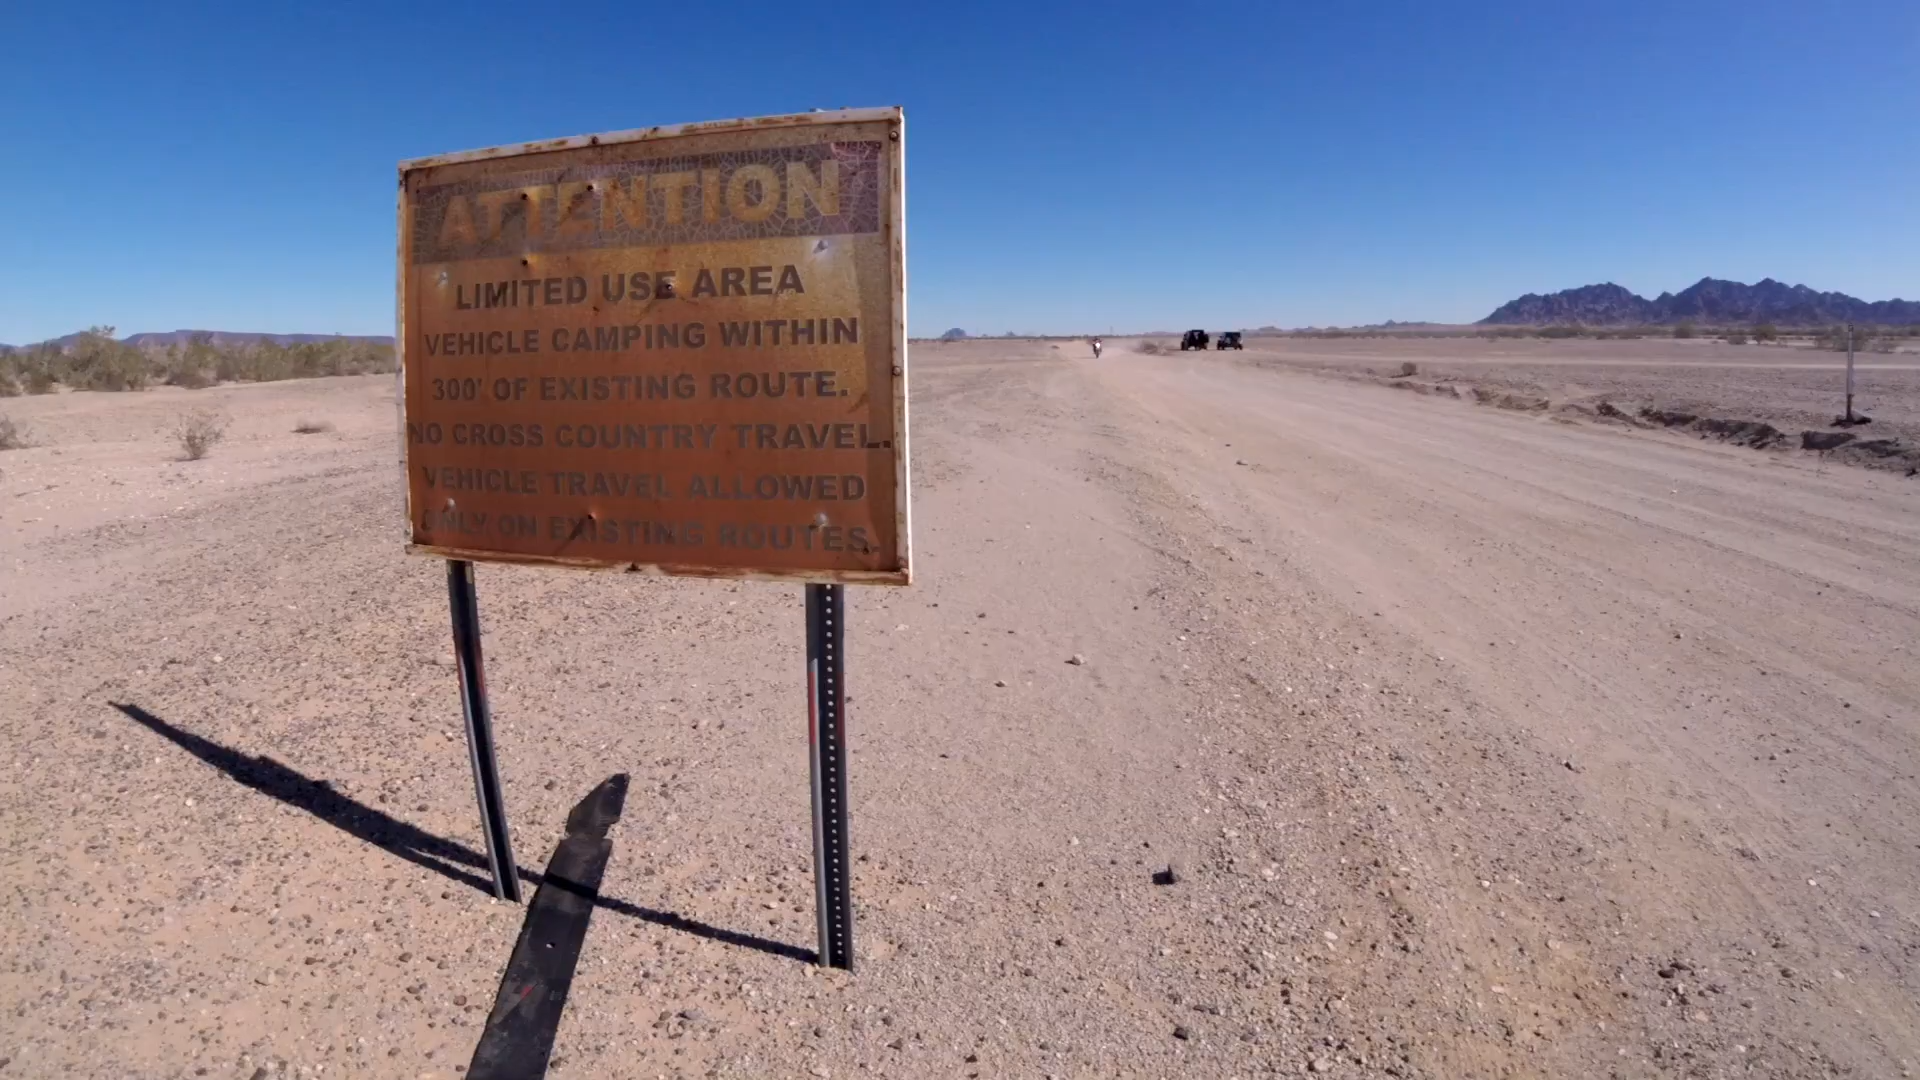 ATTENTION
LIMITED USE AREA
VEHICLE CAMPING WITHIN
300' OF EXISTING ROUTE.
NO CROSS COUNTRY TRAVEL.
VEHICLE TRAVEL ALLOWED
ONLY ON EXISTING ROUTES.